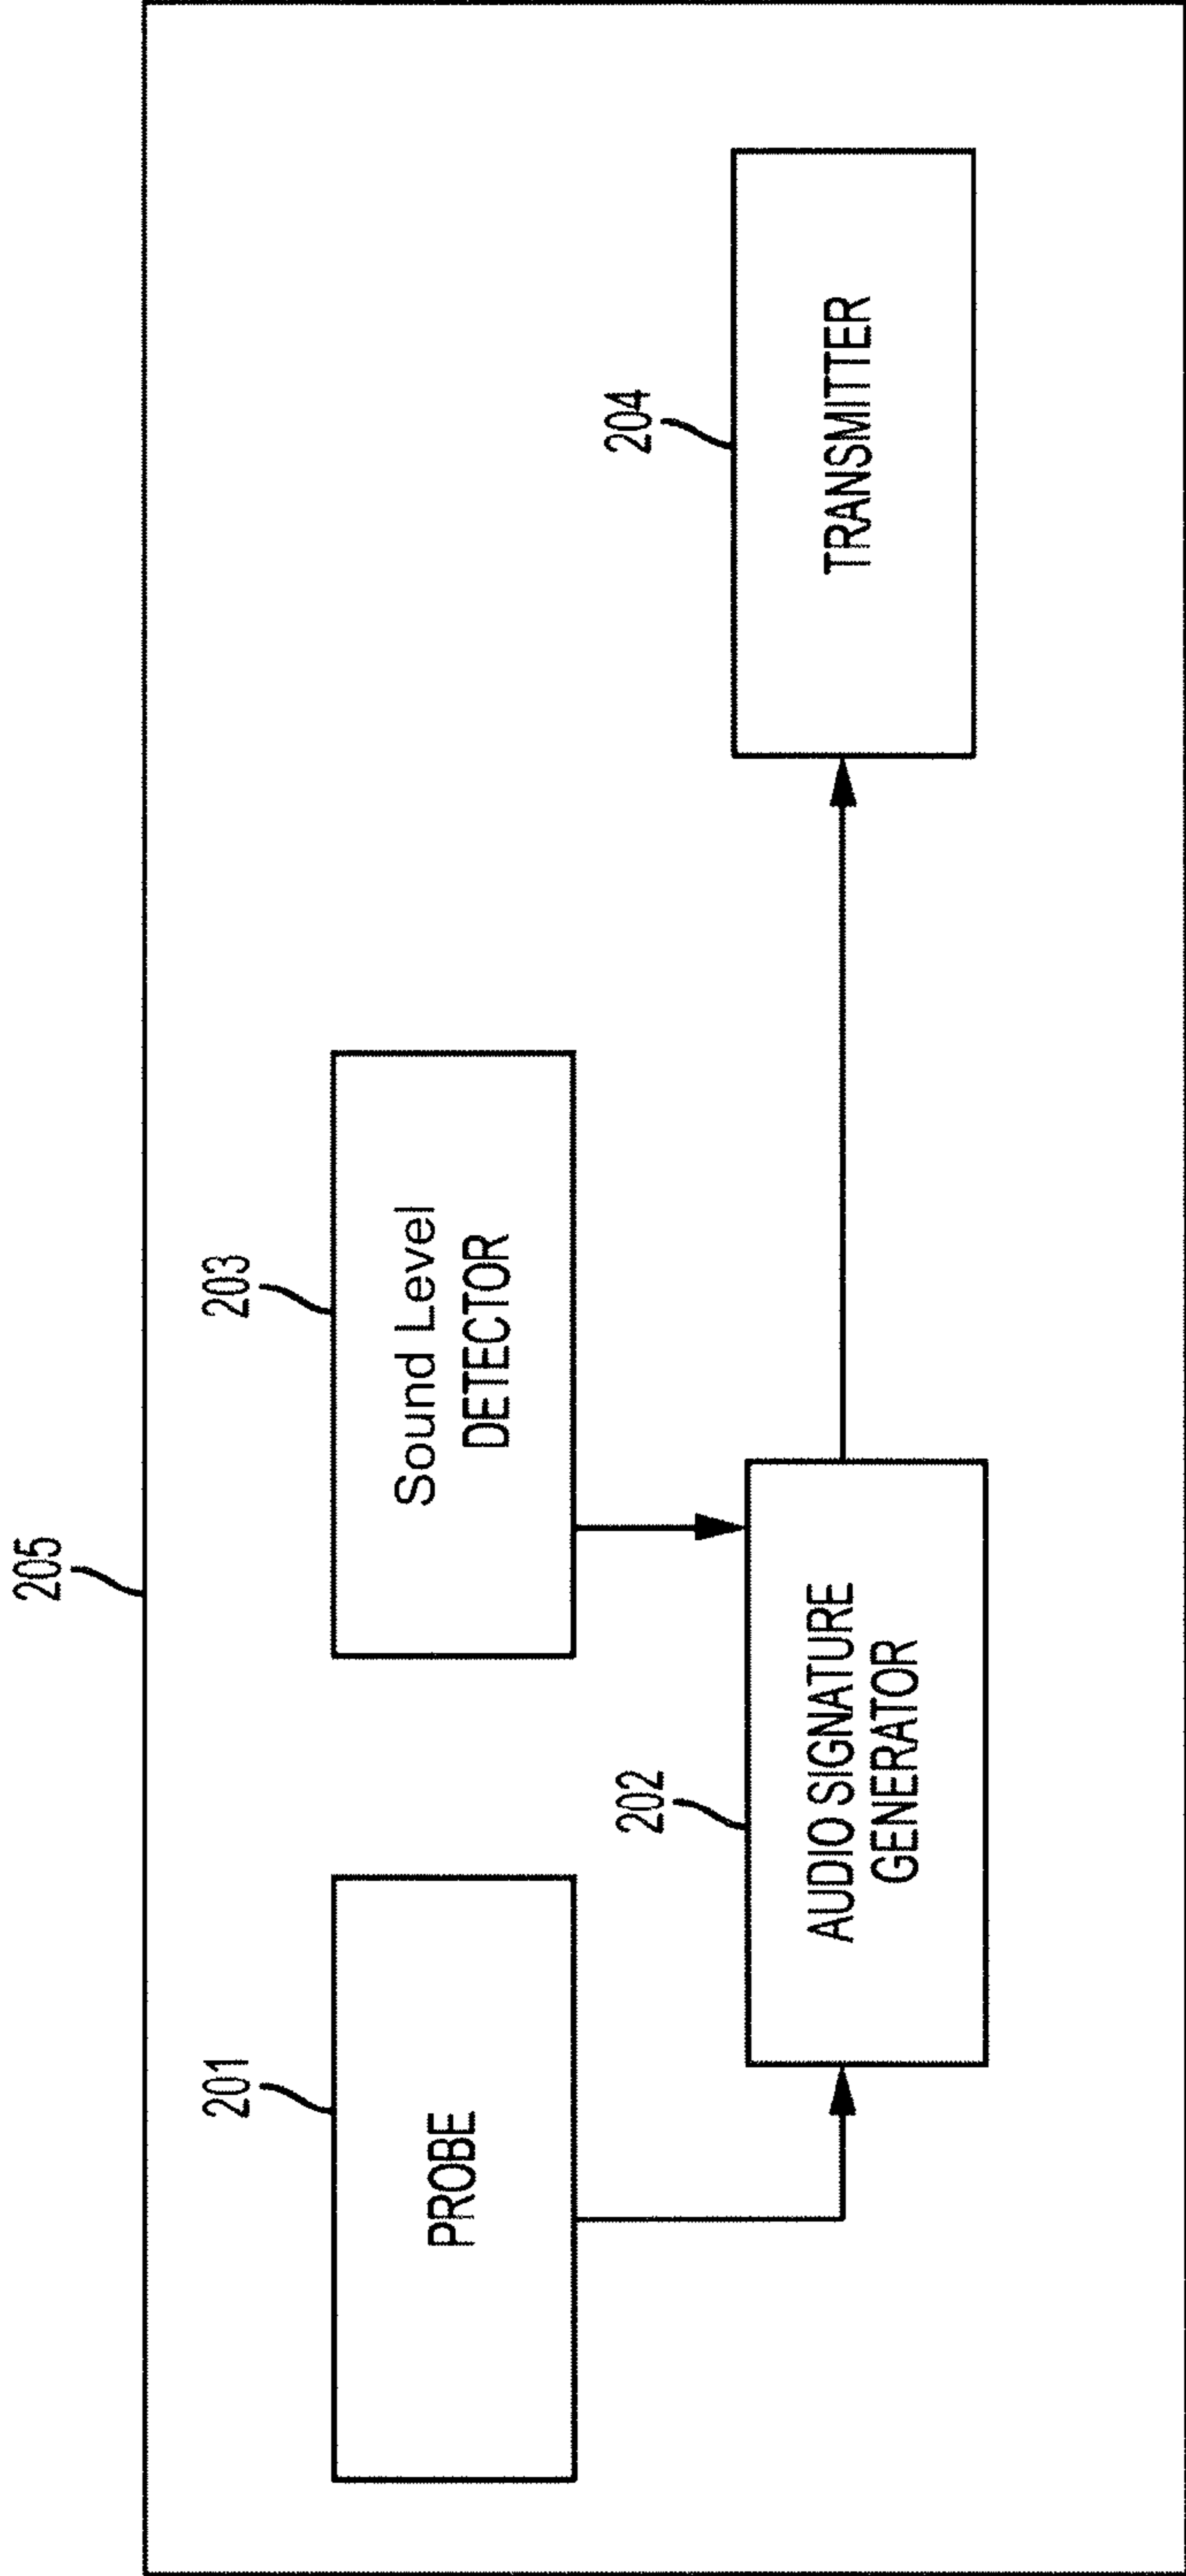 205
201
PROBE
203
Sound Level
DETECTOR
202
AUDIO SIGNATURE
GENERATOR
204
TRANSMITTER